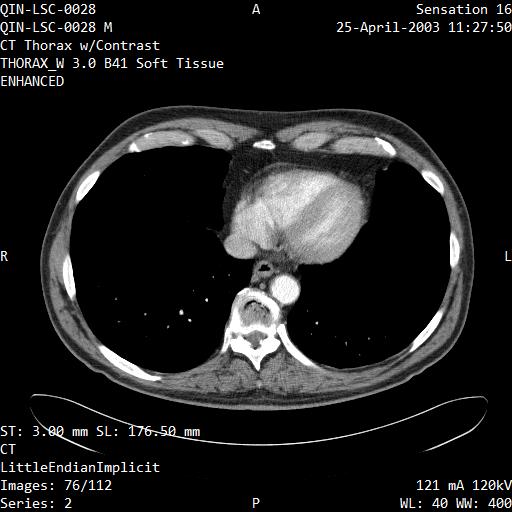 QIN-LSC-0028
A
Sensation 16
QIN-LSC-0028 M
25-April-2003 11:27:50
CT Thorax w/Contrast
THORAX_W 3.0 B41 Soft Tissue
ENHANCED
R
L
ST: 3.00 mm SL: 176.50 mm
CT
LittleEndianImplicit
Images: 76/112
121 mA 120kV
Series: 2
P
WL: 40 WW: 400